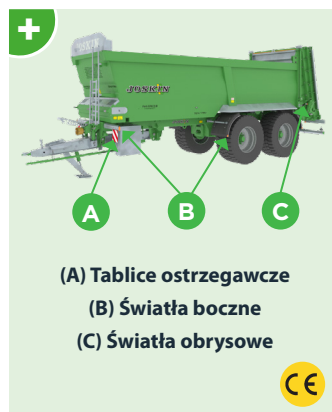 +
JOSKIN
A
B
C
(A) Tablice ostrzegawcze
(B) Światła boczne
(C) Światła obrysowe
CE